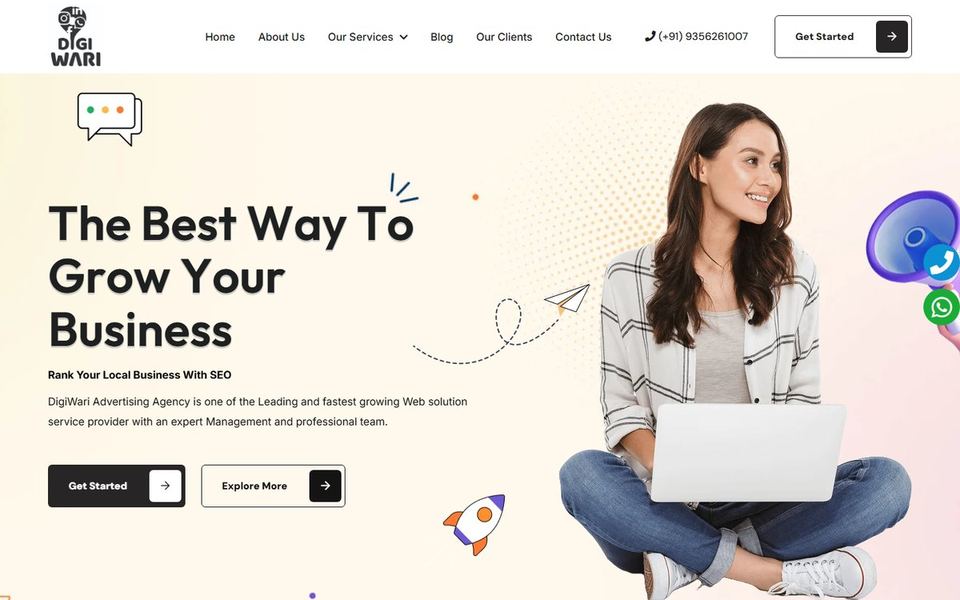 DIGI
WARI
Home
About Us
Our Services
Blog
Our Clients
Contact Us
(+91) 9356261007
Get Started
The Best Way To
Grow Your
Business
Rank Your Local Business With SEO
DigiWari Advertising Agency is one of the Leading and fastest growing Web solution
service provider with an expert Management and professional team.
Get Started
Explore More